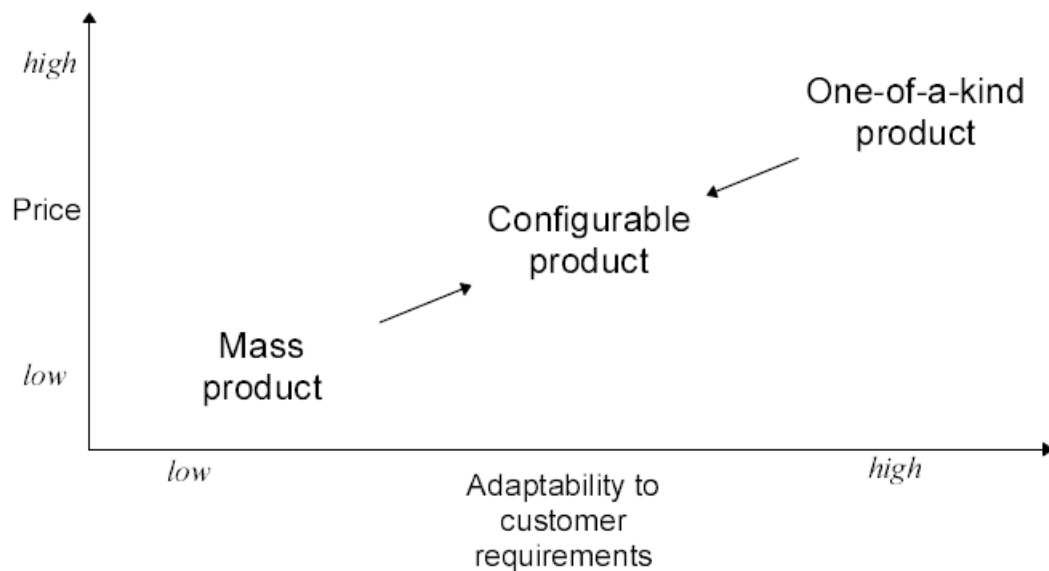 high
One-of-a-kind
product
Price
Configurable
product
Mass
product
low
low
high
Adaptability to
customer
requirements